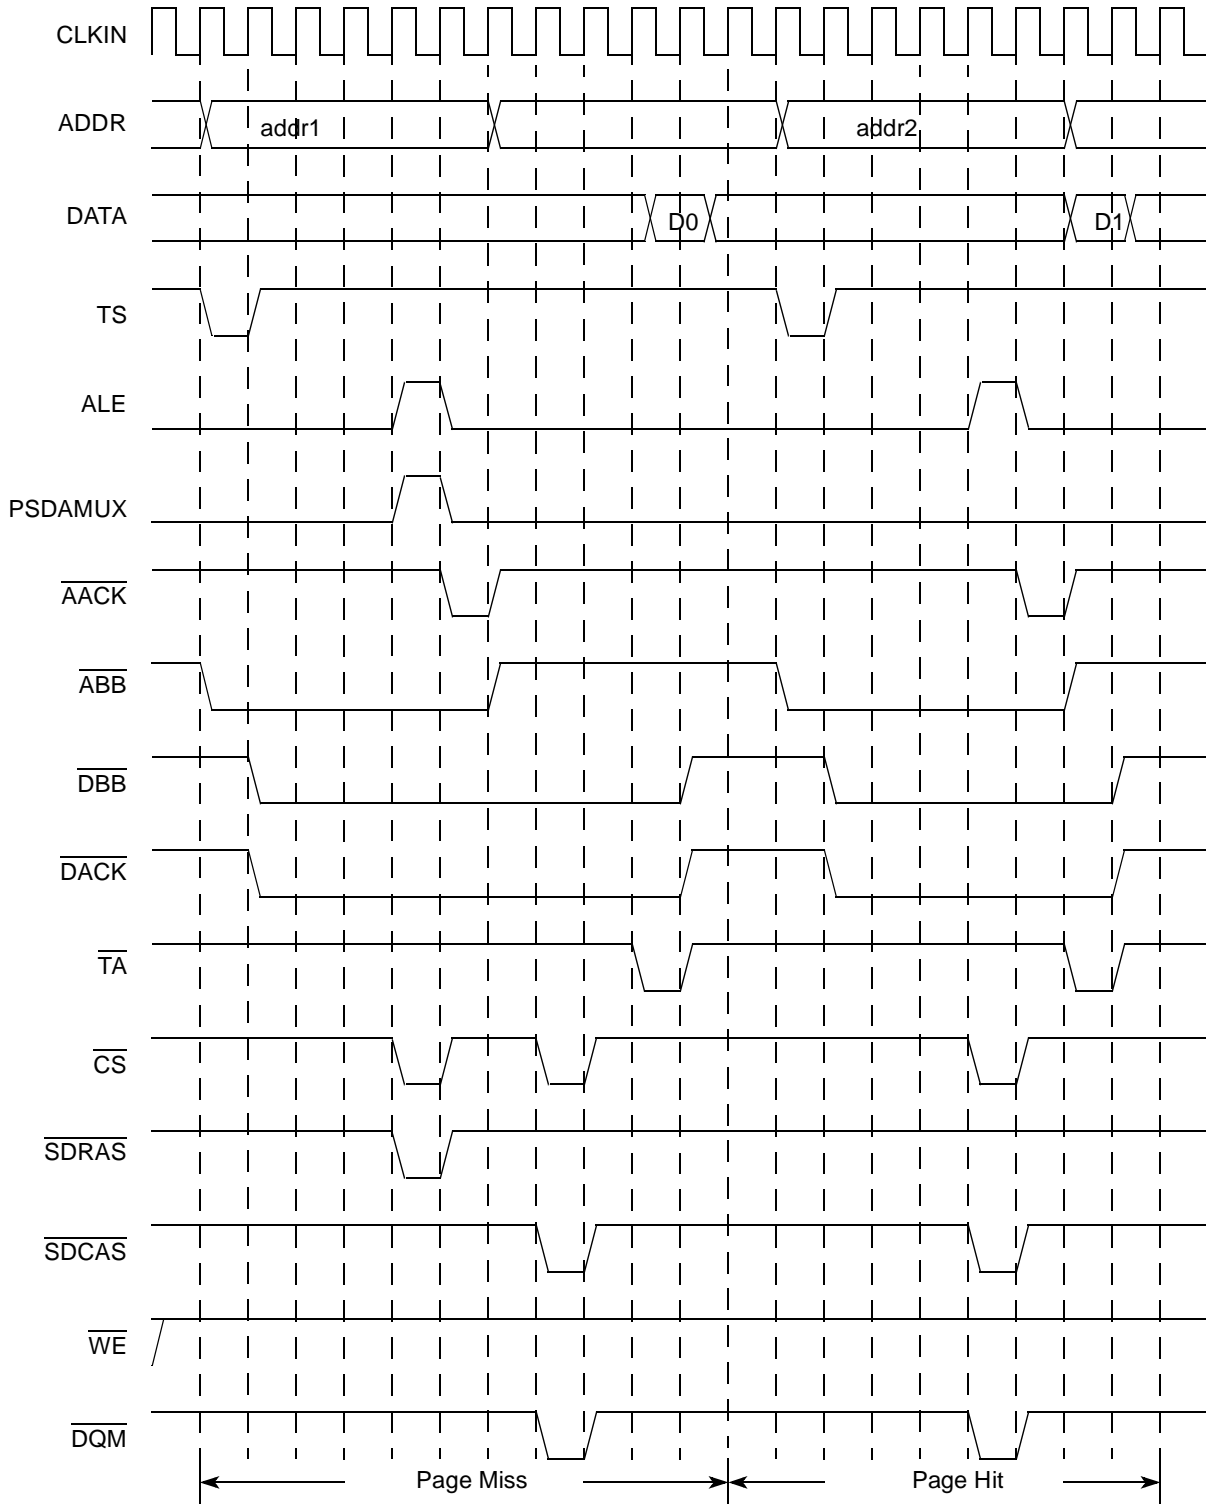 CLKIN
ADDR
addr1
addr2
DATA
D0
D1
TS
ALE
PSDAMUX
AACK
ABB
DBB
DACK
TA
CS
SDRAS
SDCAS
WE
DQM
Page Miss
Page Hit